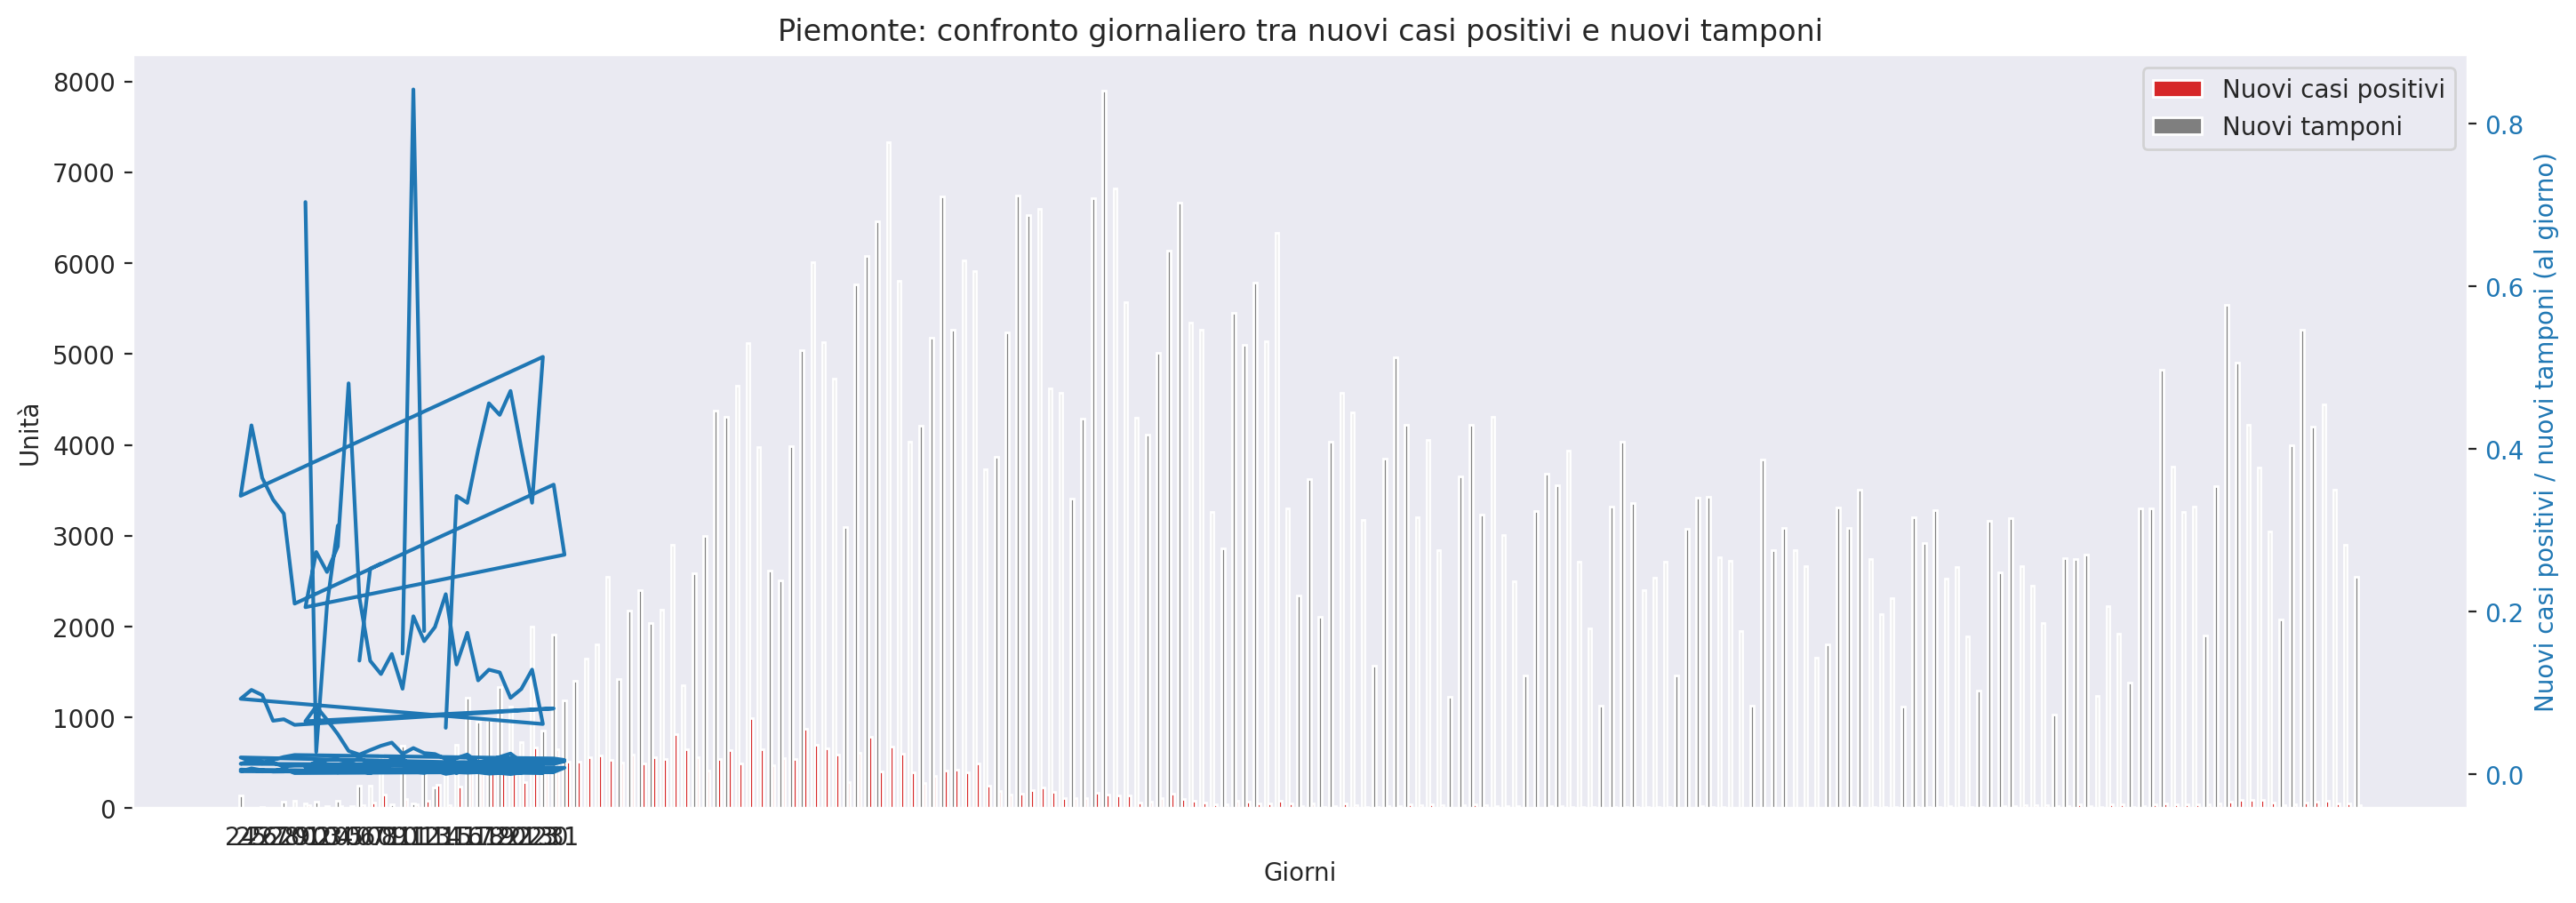 Piemonte: confronto giornaliero tra nuovi casi positivi e nuovi tamponi
Nuovi casi positivi
Nuovi tamponi
8000
7000
6000
5000
4000
3000
2000
1000
0
Unità
0.8
0.6
0.4
0.2
0.0
Nuovi casi positivi / nuovi tamponi (al giorno)
Giorni